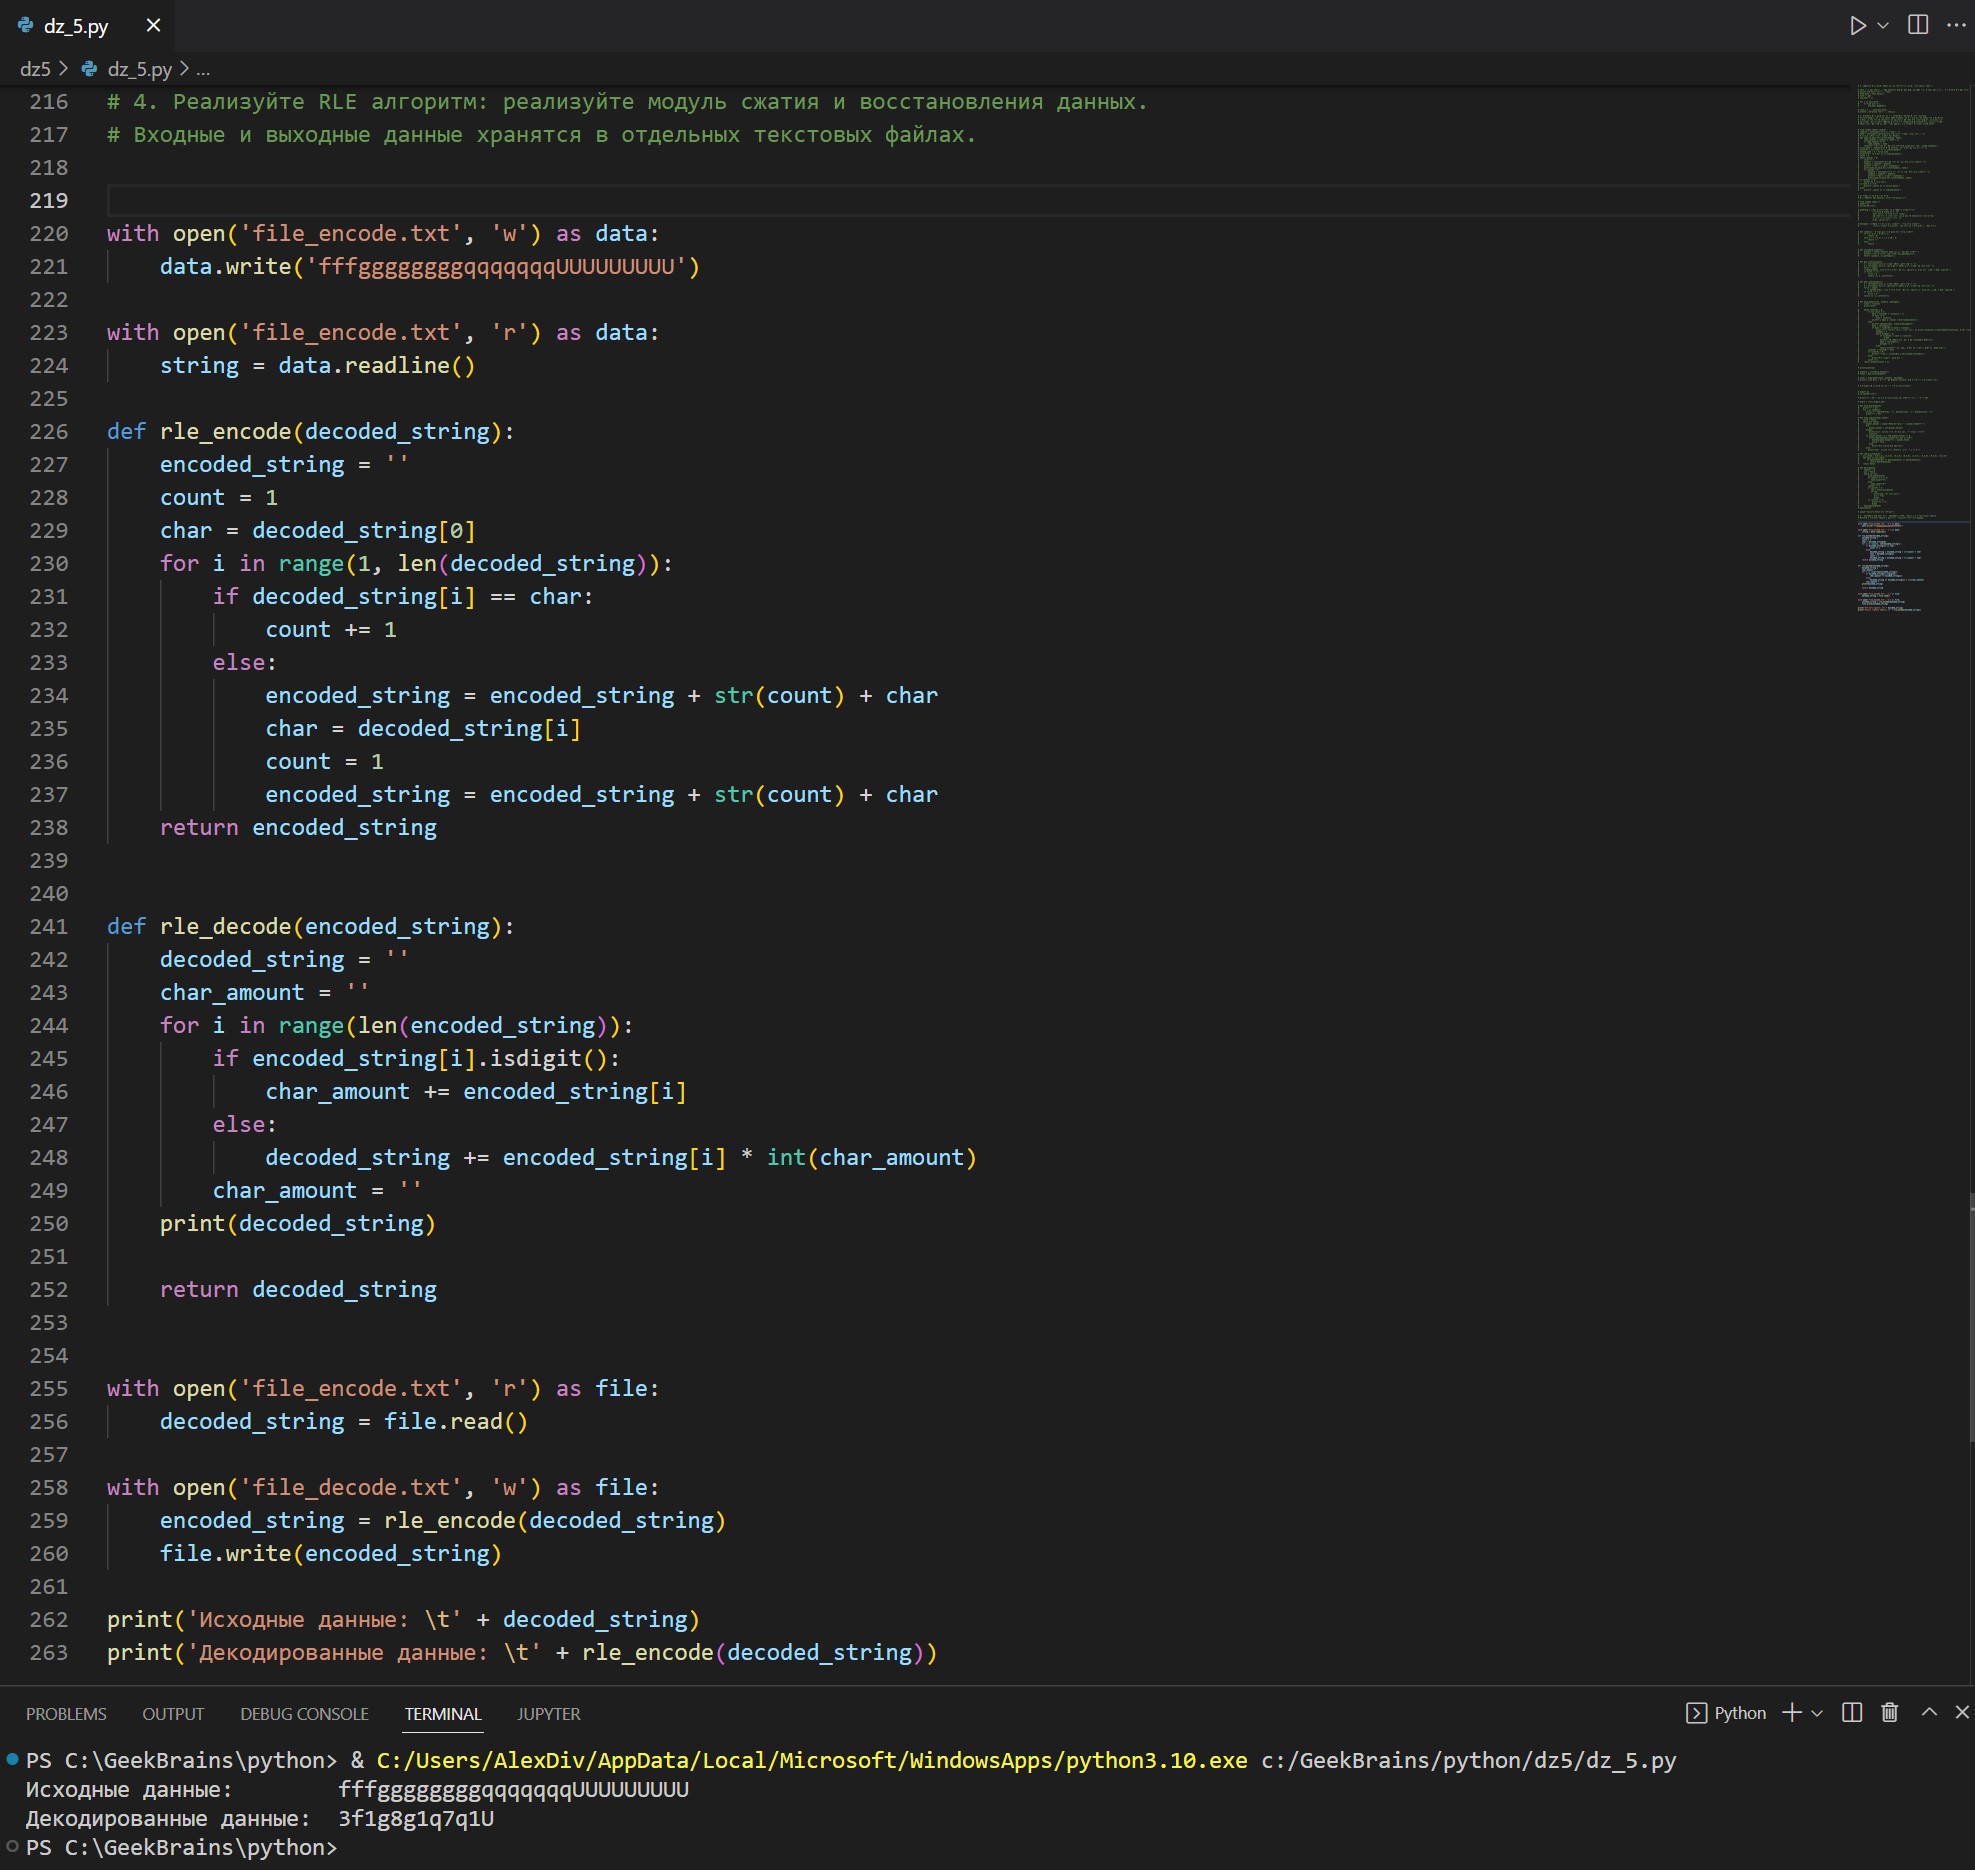 dz_5.py
dz5 > dz_5.py > ...
216 # 4. Реализуйте RLE алгоритм: реализуйте модуль сжатия и восстановления данных.
217 # Входные и выходные данные хранятся в отдельных текстовых файлах.
218
219
220 with open('file_encode.txt', 'w') as data:
221     data.write('fffggggggggqqqqqqqUUUUUUUUU')
222
223 with open('file_encode.txt', 'r') as data:
224     string = data.readline()
225
226 def rle_encode(decoded_string):
227     encoded_string = ''
228     count = 1
229     char = decoded_string[0]
230     for i in range(1, len(decoded_string)):
231         if decoded_string[i] == char:
232             count += 1
233         else:
234             encoded_string = encoded_string + str(count) + char
235             char = decoded_string[i]
236             count = 1
237             encoded_string = encoded_string + str(count) + char
238     return encoded_string
239
240
241 def rle_decode(encoded_string):
242     decoded_string = ''
243     char_amount = ''
244     for i in range(len(encoded_string)):
245         if encoded_string[i].isdigit():
246             char_amount += encoded_string[i]
247         else:
248             decoded_string += encoded_string[i] * int(char_amount)
249         char_amount = ''
250     print(decoded_string)
251
252     return decoded_string
253
254
255 with open('file_encode.txt', 'r') as file:
256     decoded_string = file.read()
257
258 with open('file_decode.txt', 'w') as file:
259     encoded_string = rle_encode(decoded_string)
260     file.write(encoded_string)
261
262 print('Исходные данные: \t' + decoded_string)
263 print('Декодированные данные: \t' + rle_encode(decoded_string))
PROBLEMS OUTPUT DEBUG CONSOLE TERMINAL JUPYTER Python
PS C:\GeekBrains\python> & C:/Users/AlexDiv/AppData/Local/Microsoft/WindowsApps/python3.10.exe c:/GeekBrains/python/dz5/dz_5.py
Исходные данные: fffggggggggqqqqqqqUUUUUUUUU
Декодированные данные: 3f1g8g1q7q1U
PS C:\GeekBrains\python>